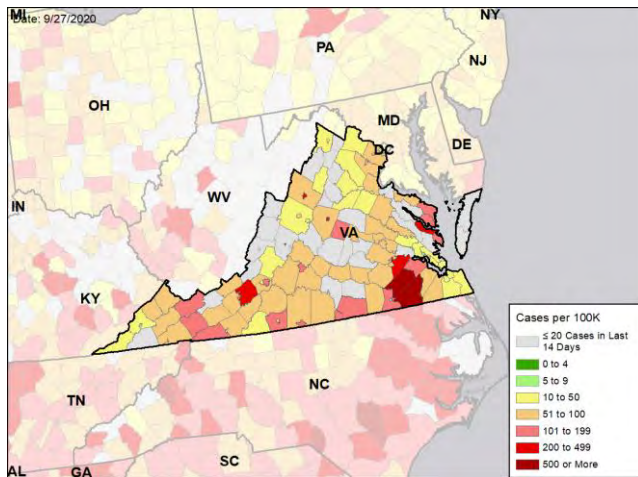 MI
Date: 9/27/2020
NY
PA
NJ
OH
MD
DE
DC
WV
IN
VA
KY
TN
NC
AL
GA
SC
Cases per 100K
≤ 20 Cases in Last
14 Days
0 to 4
5 to 9
10 to 50
51 to 100
101 to 199
200 to 499
500 or More